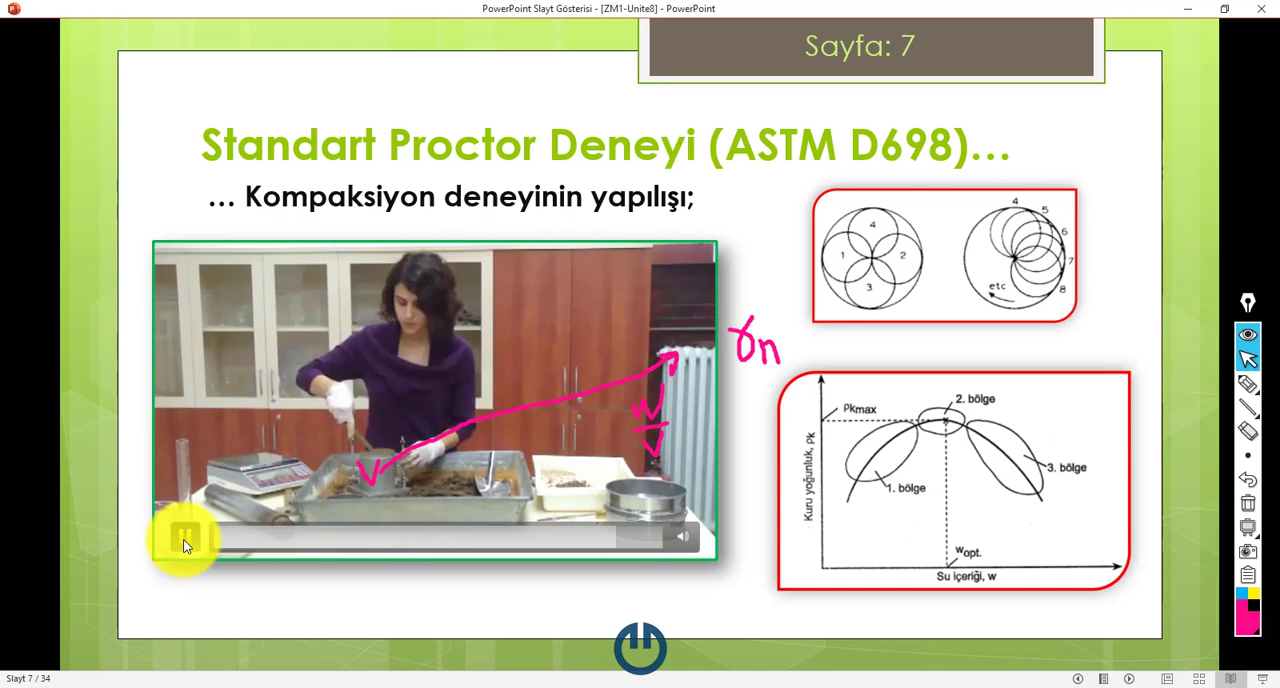 PowerPoint Slayt Gösterisi - [ZM1-Unite8] - PowerPoint
Sayfa: 7
Standart Proctor Deneyi (ASTM D698)...
... Kompaksiyon deneyinin yapılışı;
4
1
2
3
4
5
6
7
8
etc
γn
W
V
V
ρkmax
2. bölge
1. bölge
3. bölge
Kuru yoğunluk, ρk
wopt.
Su içeriği, w
Slayt 7 / 34